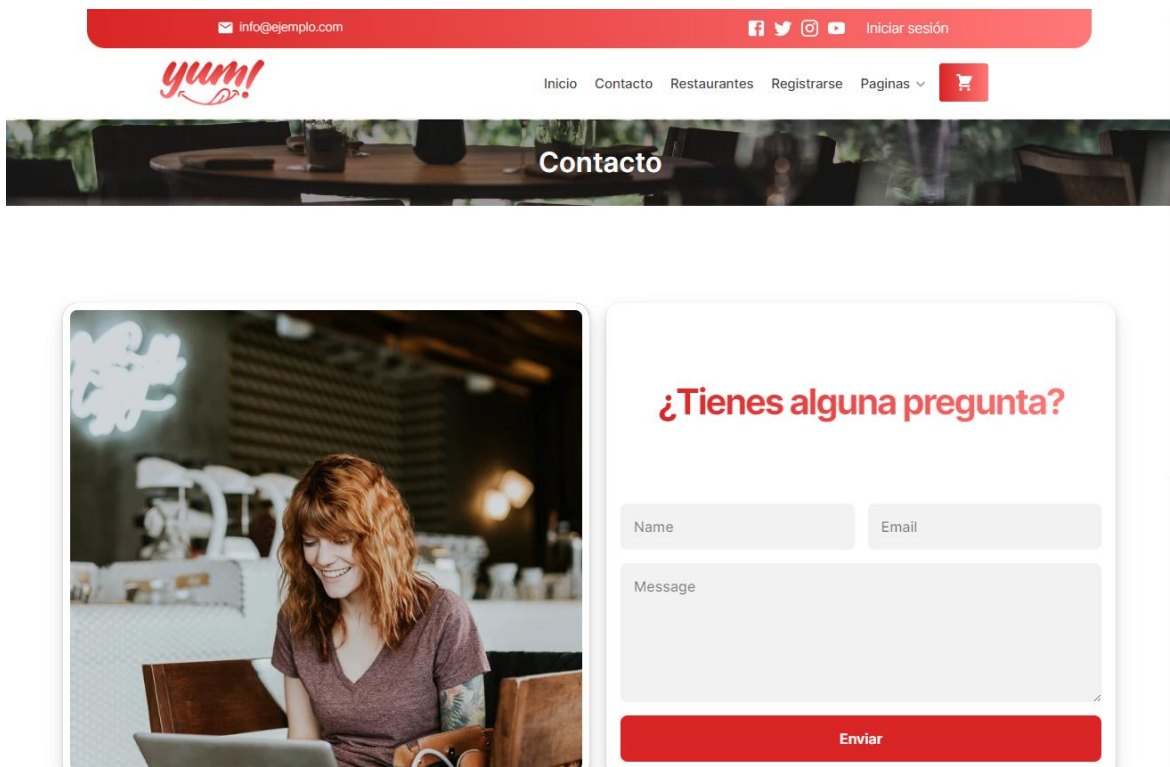 info@ejemplo.com Iniciar sesión
yum! Inicio Contacto Restaurantes Registrarse Paginas
Contacto
¿Tienes alguna pregunta?
Name Email
Message
Enviar